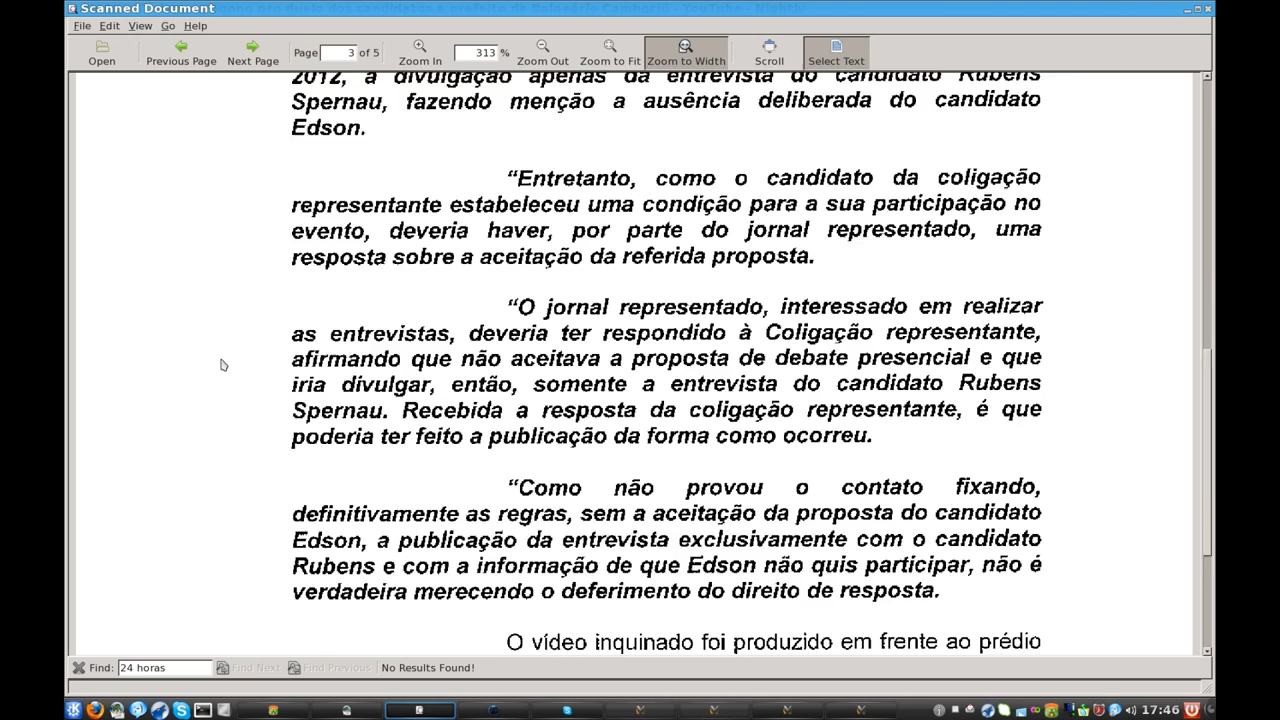 Scanned Document
File Edit View Go Help
Open Previous Page Next Page Page 3 of 5 Zoom In 313 % Zoom Out Zoom to Fit Zoom to Width Scroll Select Text
2012, a divulgação apenas da entrevista do candidato Rubens
Spernau, fazendo menção a ausência deliberada do candidato
Edson.
“Entretanto, como o candidato da coligação
representante estabeleceu uma condição para a sua participação no
evento, deveria haver, por parte do jornal representado, uma
resposta sobre a aceitação da referida proposta.
“O jornal representado, interessado em realizar
as entrevistas, deveria ter respondido à Coligação representante,
afirmando que não aceitava a proposta de debate presencial e que
iria divulgar, então, somente a entrevista do candidato Rubens
Spernau. Recebida a resposta da coligação representante, é que
poderia ter feito a publicação da forma como ocorreu.
“Como não provou o contato fixando,
definitivamente as regras, sem a aceitação da proposta do candidato
Edson, a publicação da entrevista exclusivamente com o candidato
Rubens e com a informação de que Edson não quis participar, não é
verdadeira merecendo o deferimento do direito de resposta.
O vídeo inquinado foi produzido em frente ao prédio
Find: 24 horas Find Next Find Previous No Results Found!
17:46